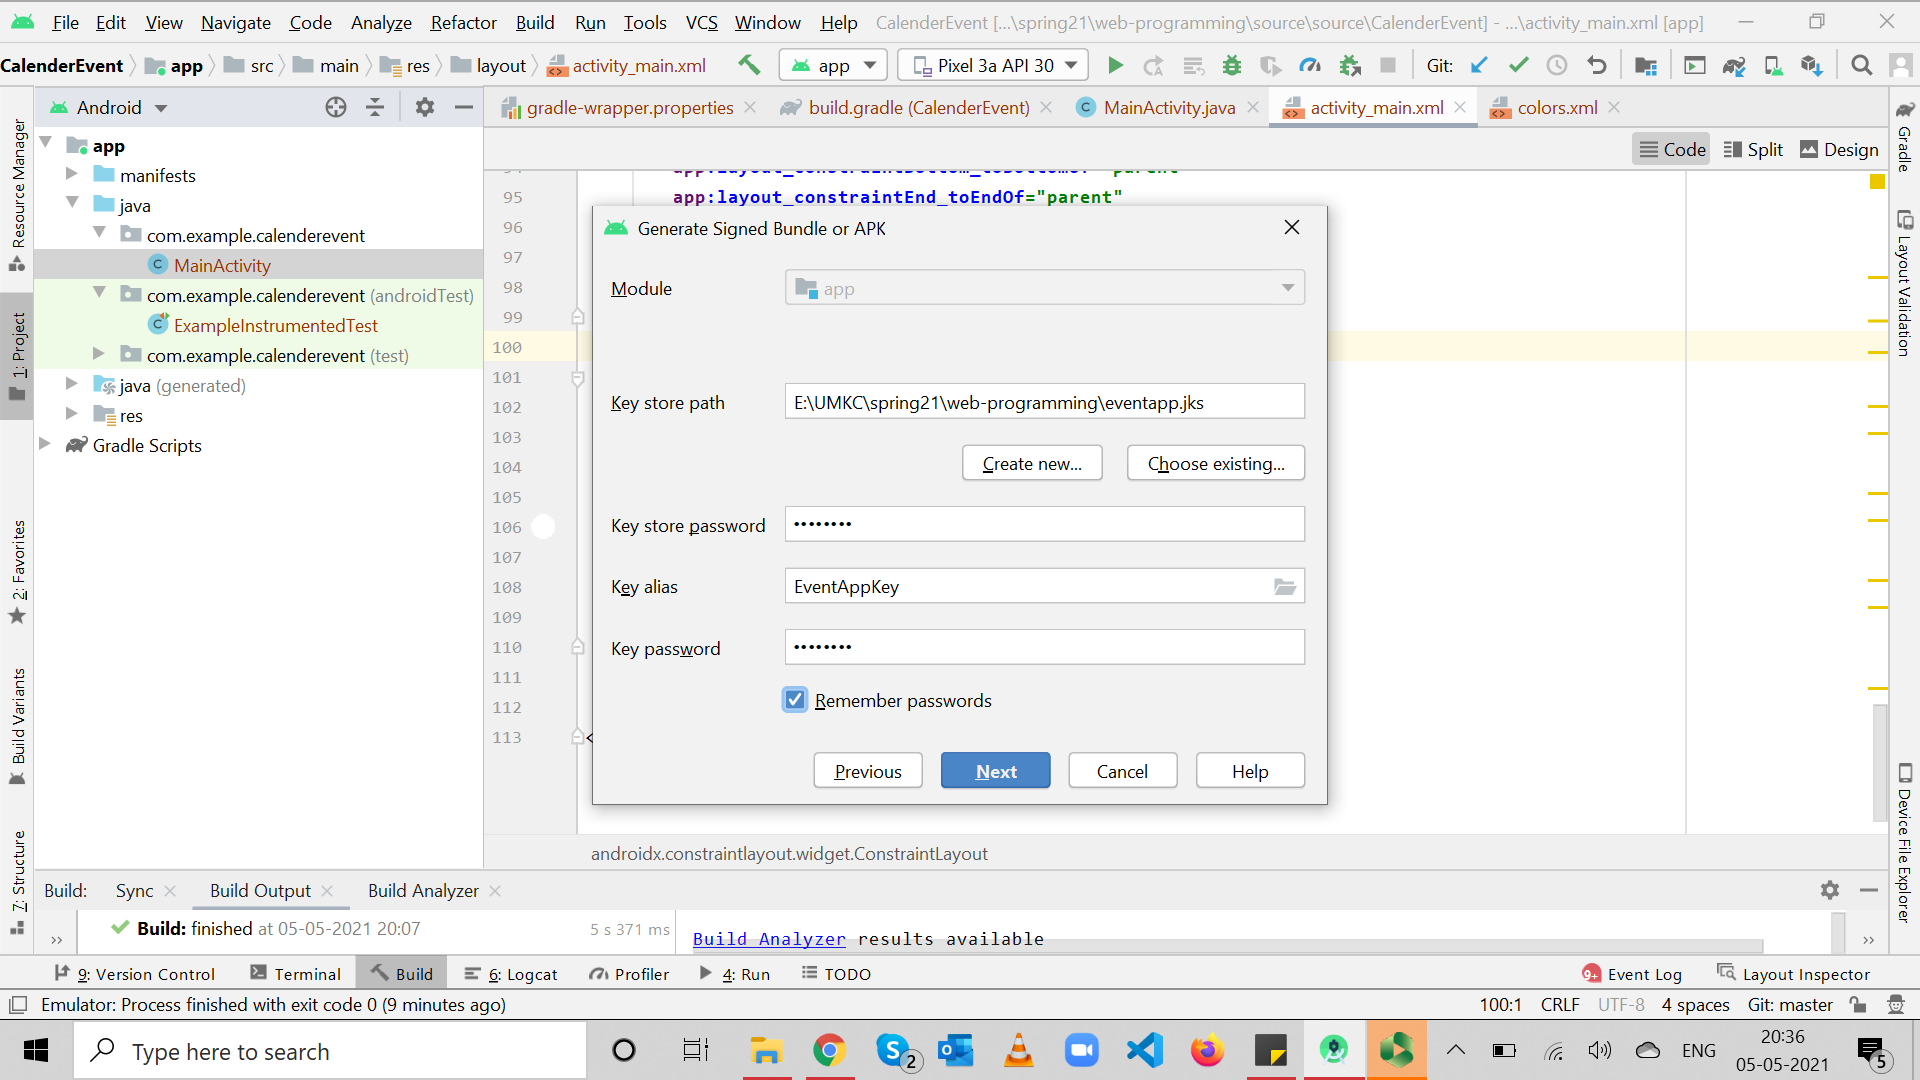 File Edit View Navigate Code Analyze Refactor Build Run Tools VCS Window Help CalenderEvent [...\spring21\web-programming\source\source\CalenderEvent] - ...\activity_main.xml [app]
CalenderEvent app src main res layout activity_main.xml app Pixel 3a API 30 Git:
Android
gradle-wrapper.properties build.gradle (CalenderEvent) MainActivity.java activity_main.xml colors.xml
Code Split Design
Resource Manager
1: Project
2: Favorites
Build Variants
7: Structure
app
manifests
java
com.example.calenderevent
MainActivity
com.example.calenderevent (androidTest)
ExampleInstrumentedTest
com.example.calenderevent (test)
java (generated)
res
Gradle Scripts
95 app:layout_constraintEnd_toEndOf="parent"
96
97
98
99
100
101
102
103
104
105
106
107
108
109
110
111
112
113 <
Generate Signed Bundle or APK
Module app
Key store path E:\UMKC\spring21\web-programming\eventapp.jks
Create new... Choose existing...
Key store password ••••••••
Key alias EventAppKey
Key password ••••••••
Remember passwords
Previous Next Cancel Help
androidx.constraintlayout.widget.ConstraintLayout
Gradle
Layout Validation
Device File Explorer
Build: Sync Build Output Build Analyzer
Build: finished at 05-05-2021 20:07 5 s 371 ms
Build Analyzer results available
9: Version Control Terminal Build 6: Logcat Profiler 4: Run TODO 9+ Event Log Layout Inspector
Emulator: Process finished with exit code 0 (9 minutes ago) 100:1 CRLF UTF-8 4 spaces Git: master
Type here to search 2 ENG 20:36
05-05-2021 5